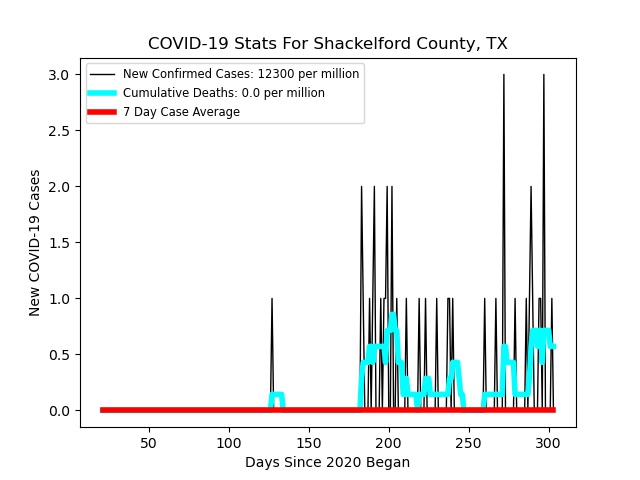 COVID-19 Stats For Shackelford County, TX
New Confirmed Cases: 12300 per million
Cumulative Deaths: 0.0 per million
7 Day Case Average
New COVID-19 Cases
3.0
2.5
2.0
1.5
1.0
0.5
0.0
50 100 150 200 250 300
Days Since 2020 Began